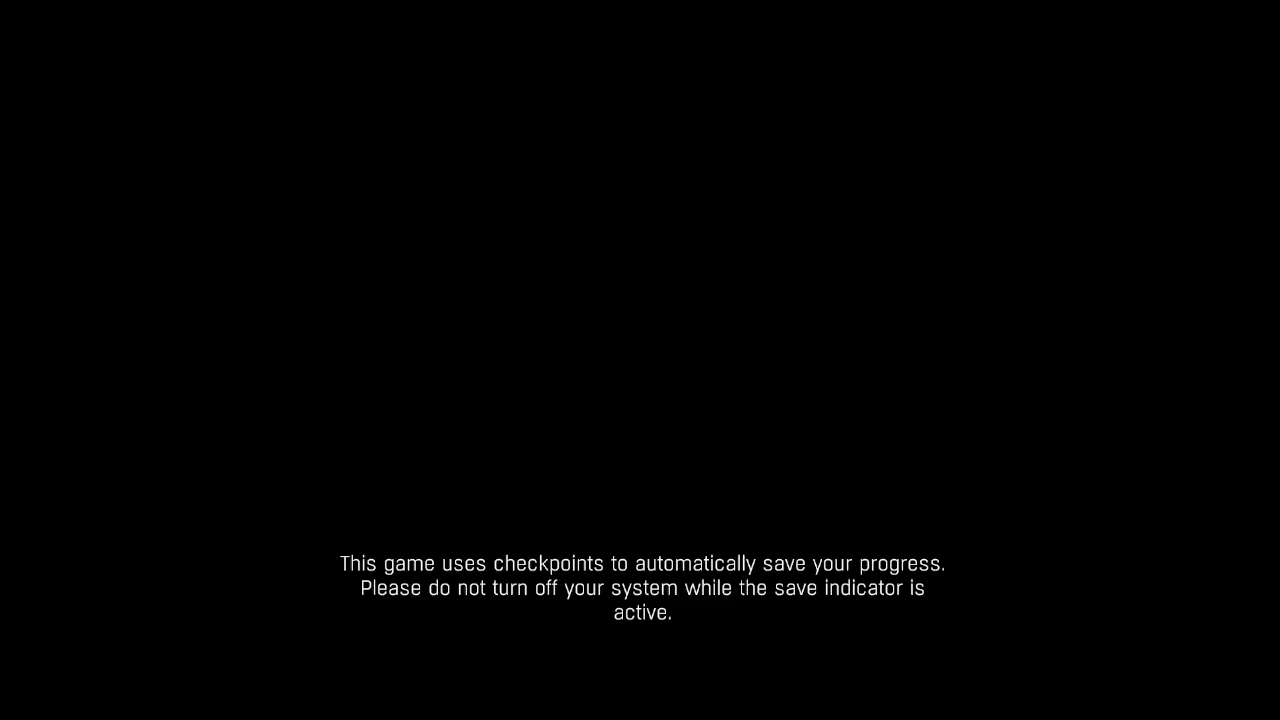 This game uses checkpoints to automatically save your progress.
Please do not turn off your system while the save indicator is
active.